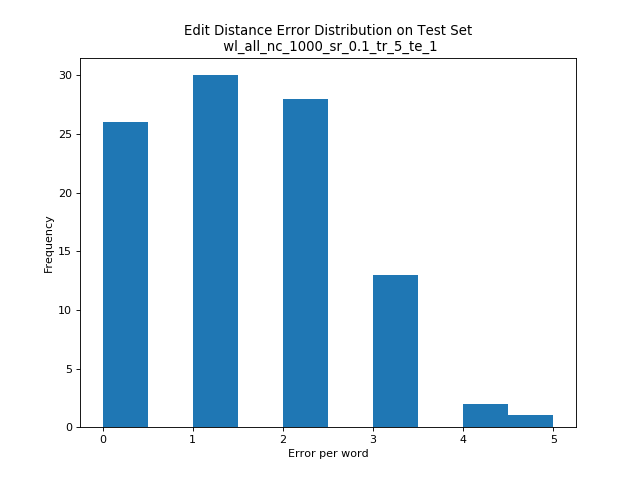 Edit Distance Error Distribution on Test Set
wl_all_nc_1000_sr_0.1_tr_5_te_1
30
25
20
15
10
5
0
Frequency
0 1 2 3 4 5
Error per word